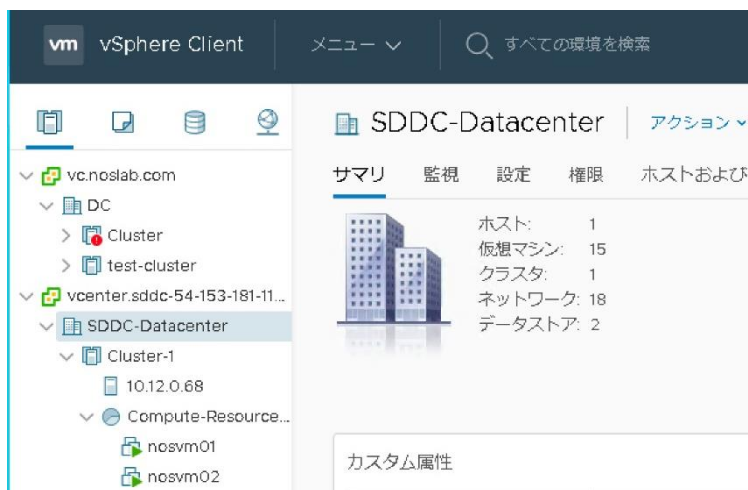 vm vSphere Client メニュー すべての環境を検索
SDDC-Datacenter アクション
サマリ 監視 設定 権限 ホストおよび
vc.noslab.com
DC
Cluster
test-cluster
vcenter.sddc-54-153-181-11...
SDDC-Datacenter
Cluster-1
10.12.0.68
Compute-Resource...
nosvm01
nosvm02
ホスト: 1
仮想マシン: 15
クラスタ: 1
ネットワーク: 18
データストア: 2
カスタム属性